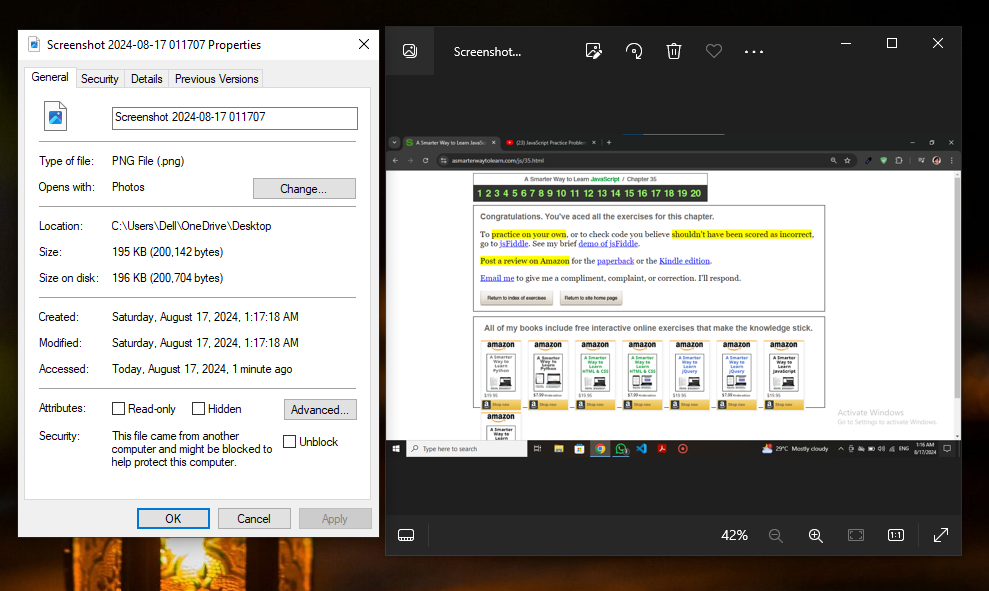 Screenshot 2024-08-17 011707 Properties
General Security Details Previous Versions
Screenshot 2024-08-17 011707
Type of file: PNG File (.png)
Opens with: Photos Change...
Location: C:\Users\Dell\OneDrive\Desktop
Size: 195 KB (200,142 bytes)
Size on disk: 196 KB (200,704 bytes)
Created: Saturday, August 17, 2024, 1:17:18 AM
Modified: Saturday, August 17, 2024, 1:17:18 AM
Accessed: Today, August 17, 2024, 1 minute ago
Attributes: Read-only Hidden Advanced...
Security: This file came from another
computer and might be blocked to
help protect this computer.
Unblock
OK Cancel Apply
Screenshot...
A Smarter Way to Learn JavaSc
(23) JavaScript Practice Problem
asmarterwaytolearn.com/js/35.html
A Smarter Way to Learn JavaScript / Chapter 35
1 2 3 4 5 6 7 8 9 10 11 12 13 14 15 16 17 18 19 20
Congratulations. You've aced all the exercises for this chapter.
To practice on your own, or to check code you believe shouldn't have been scored as incorrect,
go to jsFiddle. See my brief demo of jsFiddle.
Post a review on Amazon for the paperback or the Kindle edition.
Email me to give me a compliment, complaint, or correction. I'll respond.
Return to index of exercises Return to site home page
All of my books include free interactive online exercises that make the knowledge stick.
amazon amazon amazon amazon amazon amazon amazon
A Smarter Way to Learn Python
A Smarter Way to Learn Python
A Smarter Way to Learn HTML & CSS
A Smarter Way to Learn HTML & CSS
A Smarter Way to Learn jQuery
A Smarter Way to Learn jQuery
A Smarter Way to Learn JavaScript
$19.95 $7.99 $19.95 $7.99 $19.95 $7.99 $19.95
Shop now Shop now Shop now Shop now Shop now Shop now Shop now
amazon
A Smarter
Way to
Learn
Activate Windows
Go to Settings to activate Windows.
Type here to search
29°C Mostly cloudy
ENG
1:16 AM
8/17/2024
42%
1:1